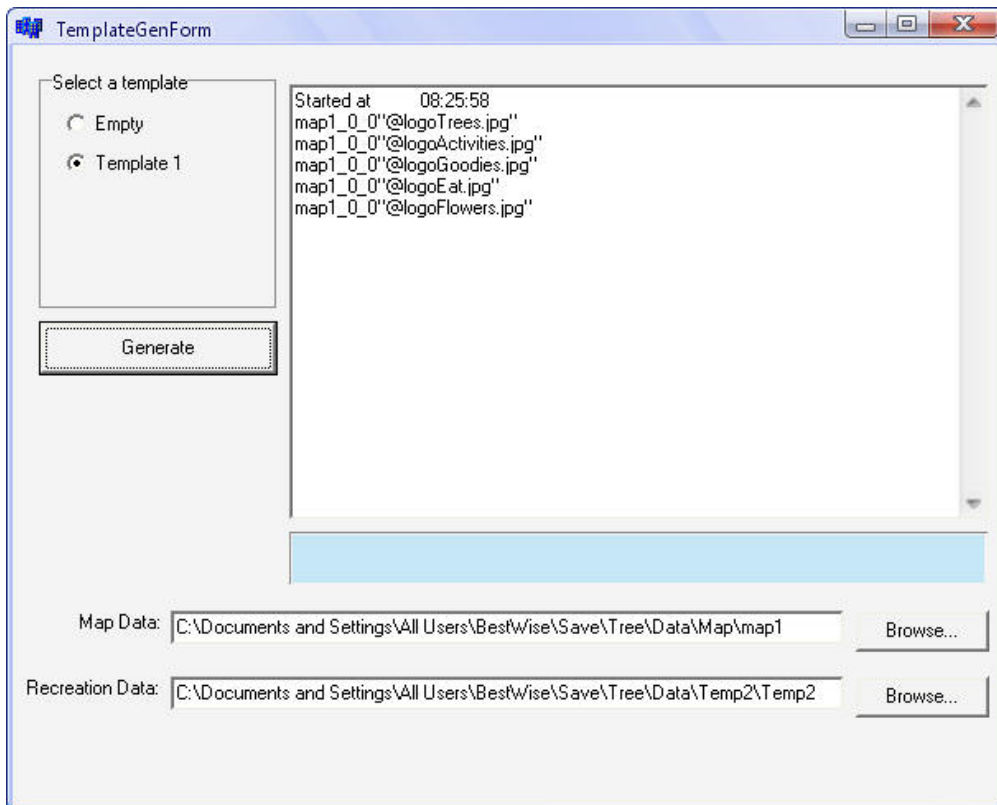 TemplateGenForm
Select a template
Empty
Template 1
Generate
Started at 08:25:58
map1_0_0"@logoTrees.jpg"
map1_0_0"@logoActivities.jpg"
map1_0_0"@logoGoodies.jpg"
map1_0_0"@logoEat.jpg"
map1_0_0"@logoFlowers.jpg"
Map Data: C:\Documents and Settings\All Users\BestWise\Save\Tree\Data\Map\map1 Browse...
Recreation Data: C:\Documents and Settings\All Users\BestWise\Save\Tree\Data\Temp2\Temp2 Browse...